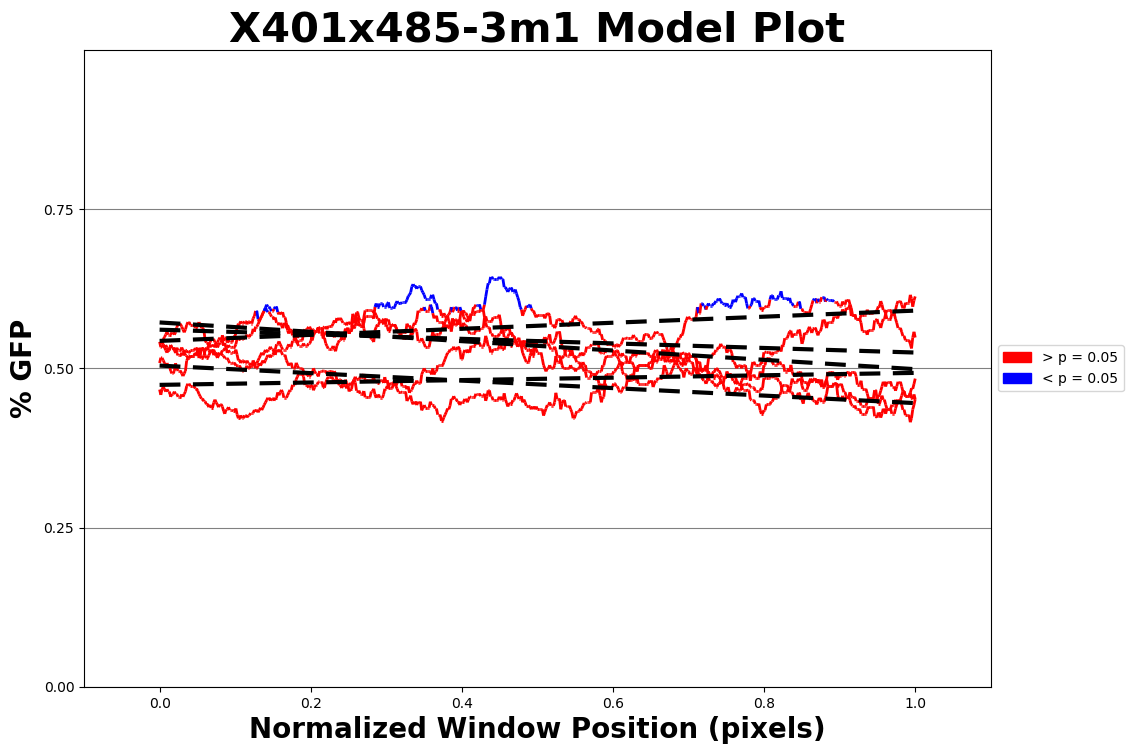 X401x485-3m1 Model Plot
% GFP
0.75
0.50
0.25
0.00
0.0 0.2 0.4 0.6 0.8 1.0
Normalized Window Position (pixels)
> p = 0.05
< p = 0.05